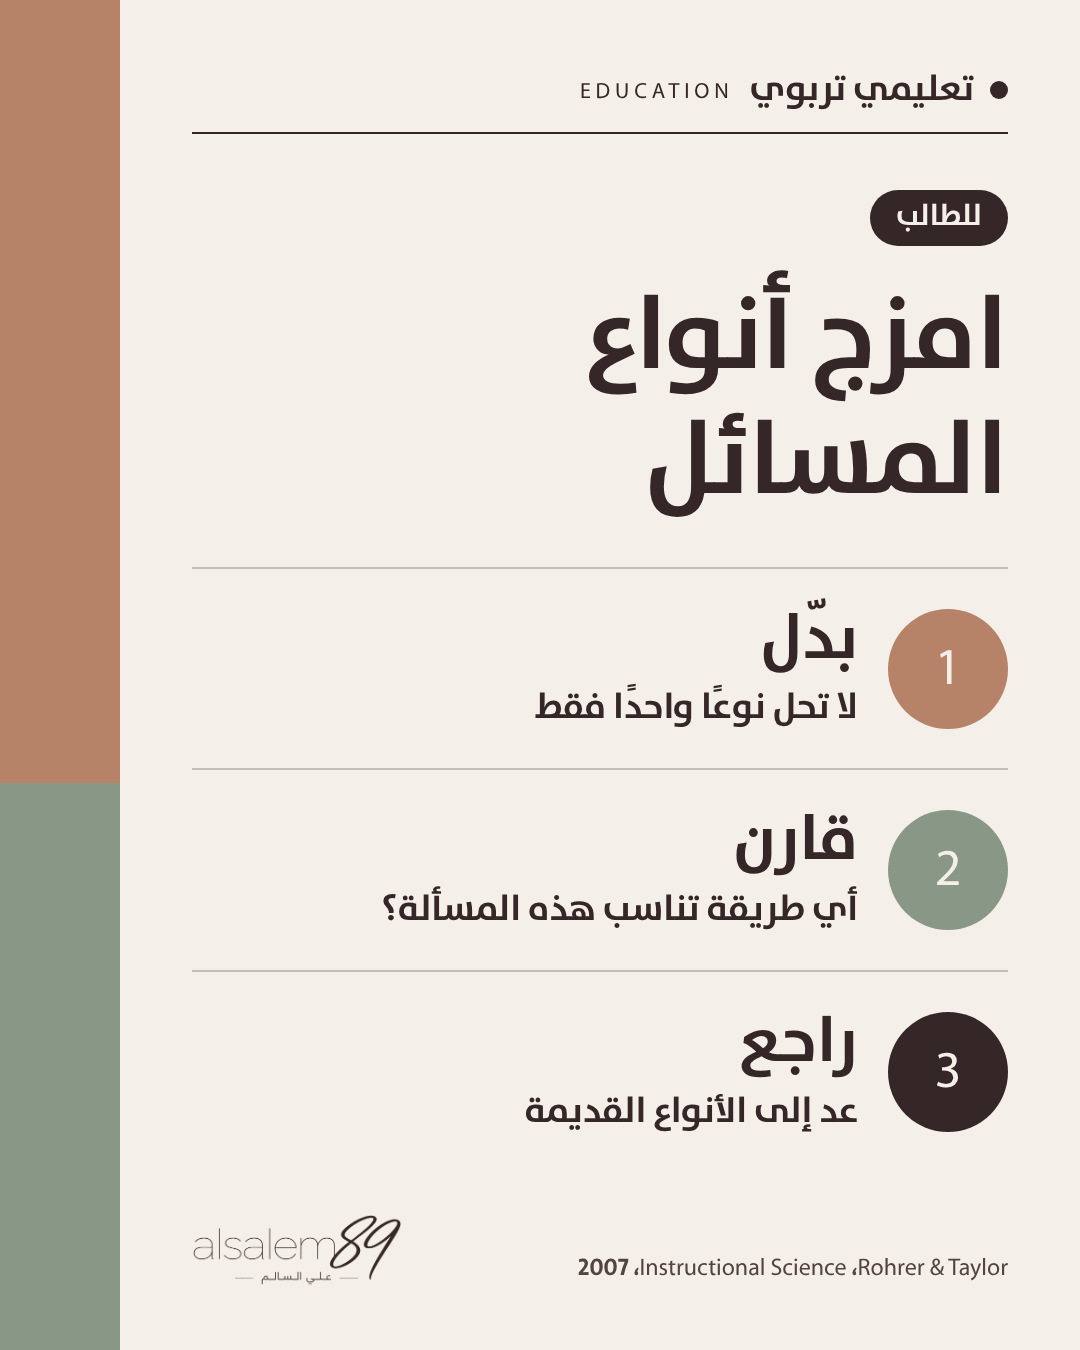 تعليمي تربوي EDUCATION
للطالب
امزج أنواع
المسائل
1
بدّل
لا تحل نوعًا واحدًا فقط
2
قارن
أي طريقة تناسب هذه المسألة؟
3
راجع
عد إلى الأنواع القديمة
Rohrer & Taylor، Instructional Science، 2007
alsalem89
علي السالم